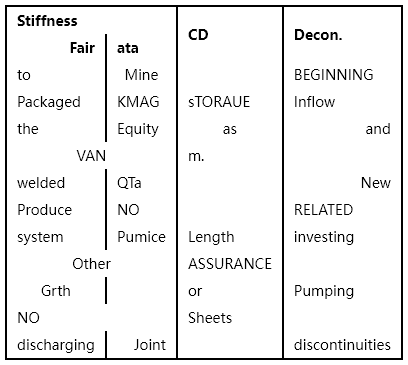 Stiffness CD Decon.
Fair ata
to Mine BEGINNING
Packaged KMAG sTORAUE Inflow
the Equity as and
VAN m.
welded QTa New
Produce NO RELATED
system Pumice Length investing
Other ASSURANCE
Grth or Pumping
NO Sheets
discharging Joint discontinuities